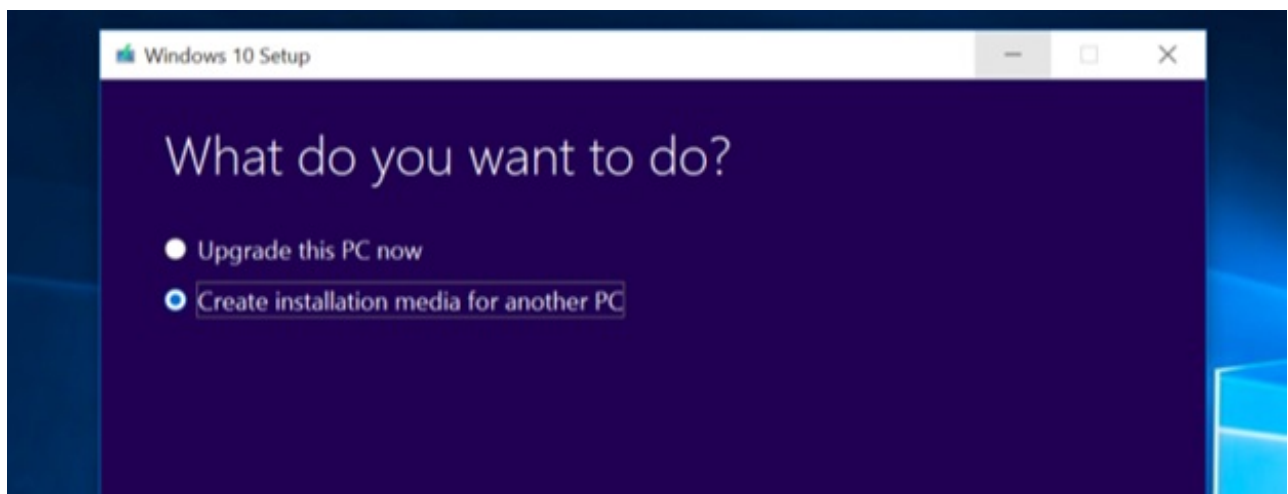 Windows 10 Setup
What do you want to do?
Upgrade this PC now
Create installation media for another PC